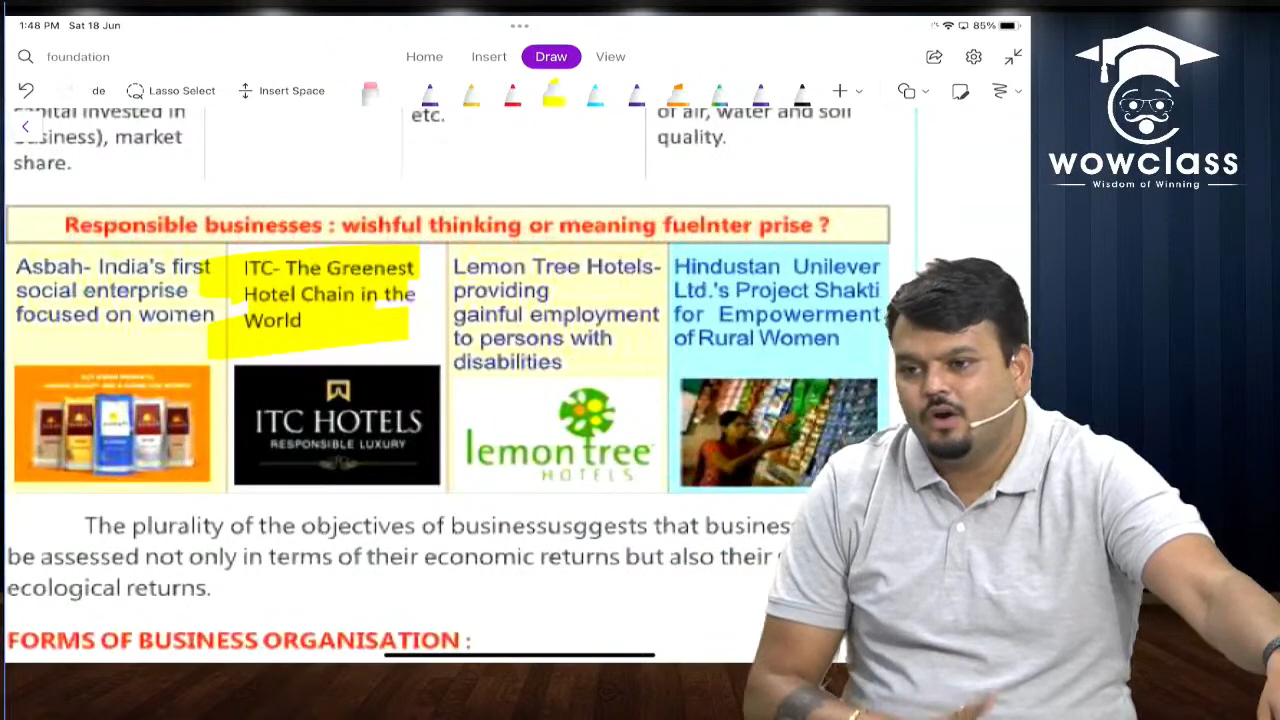 1:48 PM Sat 18 Jun
85%
foundation
Home Insert Draw View
de Lasso Select Insert Space
capital invested in
business), market
share.
etc.
of air, water and soil
quality.
Responsible businesses : wishful thinking or meaning fuelnter prise ?
Asbah- India's first
social enterprise
focused on women
ITC- The Greenest
Hotel Chain in the
World
Lemon Tree Hotels-
providing
gainful employment
to persons with
disabilities
Hindustan Unilever
Ltd.'s Project Shakti
for Empowerment
of Rural Women
ITC HOTELS
RESPONSIBLE LUXURY
lemon tree
HOTELS
The plurality of the objectives of businessusggests that business
be assessed not only in terms of their economic returns but also their
ecological returns.
FORMS OF BUSINESS ORGANISATION :
wowclass
Wisdom of Winning